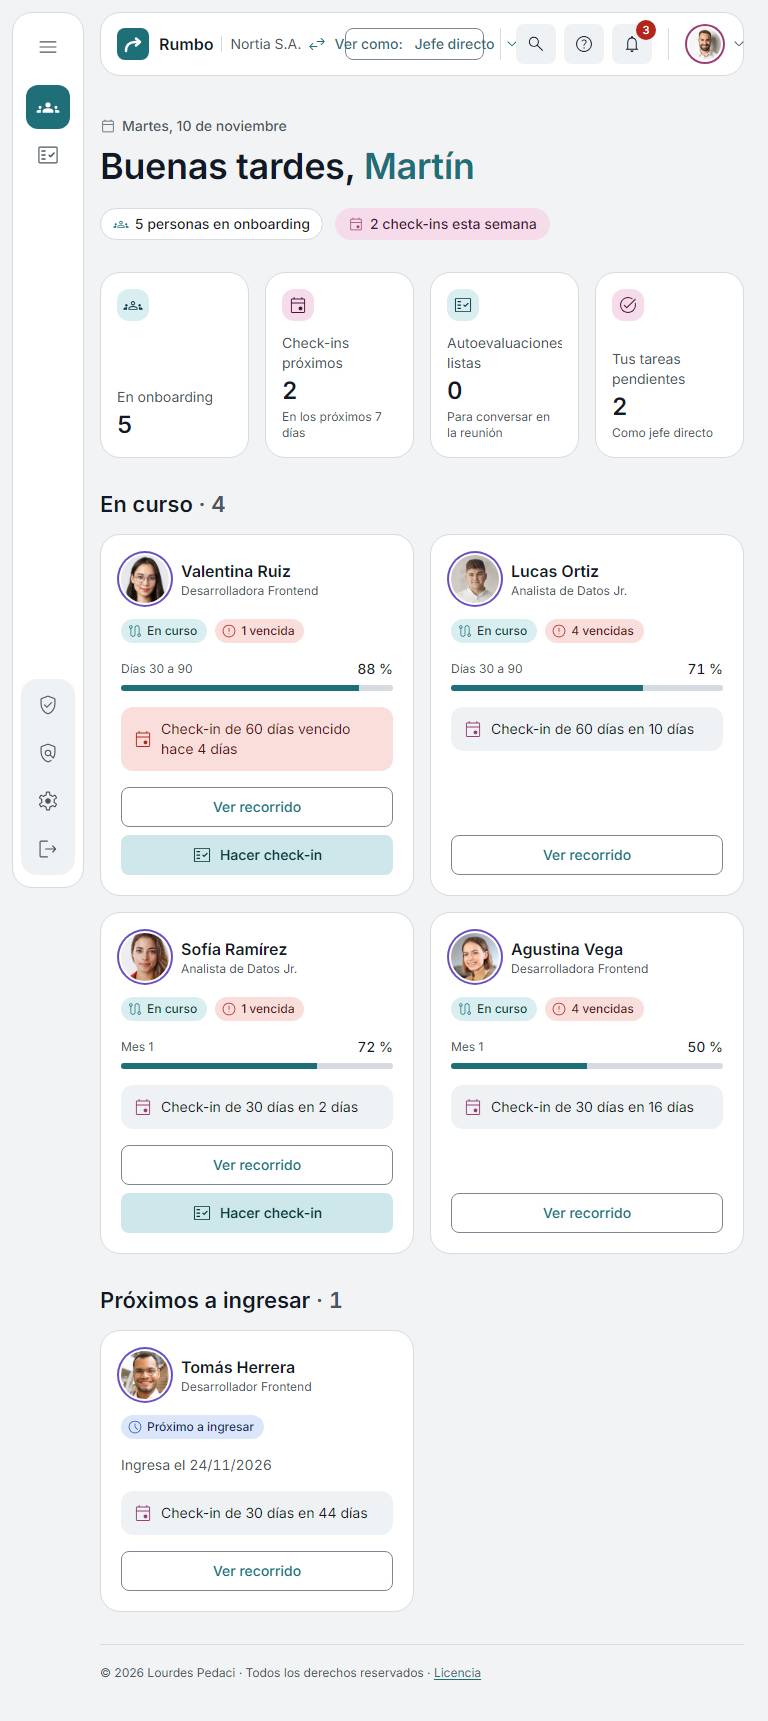 Rumbo Nortia S.A. Ver como: Jefe directo 3
Martes, 10 de noviembre
Buenas tardes, Martín
5 personas en onboarding 2 check-ins esta semana
En onboarding
5
Check-ins
próximos
2
En los próximos 7
días
Autoevaluaciones
listas
0
Para conversar en
la reunión
Tus tareas
pendientes
2
Como jefe directo
En curso · 4
Valentina Ruiz
Desarrolladora Frontend
En curso 1 vencida
Días 30 a 90 88 %
Check-in de 60 días vencido
hace 4 días
Ver recorrido
Hacer check-in
Lucas Ortiz
Analista de Datos Jr.
En curso 4 vencidas
Días 30 a 90 71 %
Check-in de 60 días en 10 días
Ver recorrido
Sofía Ramírez
Analista de Datos Jr.
En curso 1 vencida
Mes 1 72 %
Check-in de 30 días en 2 días
Ver recorrido
Hacer check-in
Agustina Vega
Desarrolladora Frontend
En curso 4 vencidas
Mes 1 50 %
Check-in de 30 días en 16 días
Ver recorrido
Próximos a ingresar · 1
Tomás Herrera
Desarrollador Frontend
Próximo a ingresar
Ingresa el 24/11/2026
Check-in de 30 días en 44 días
Ver recorrido
© 2026 Lourdes Pedaci · Todos los derechos reservados · Licencia